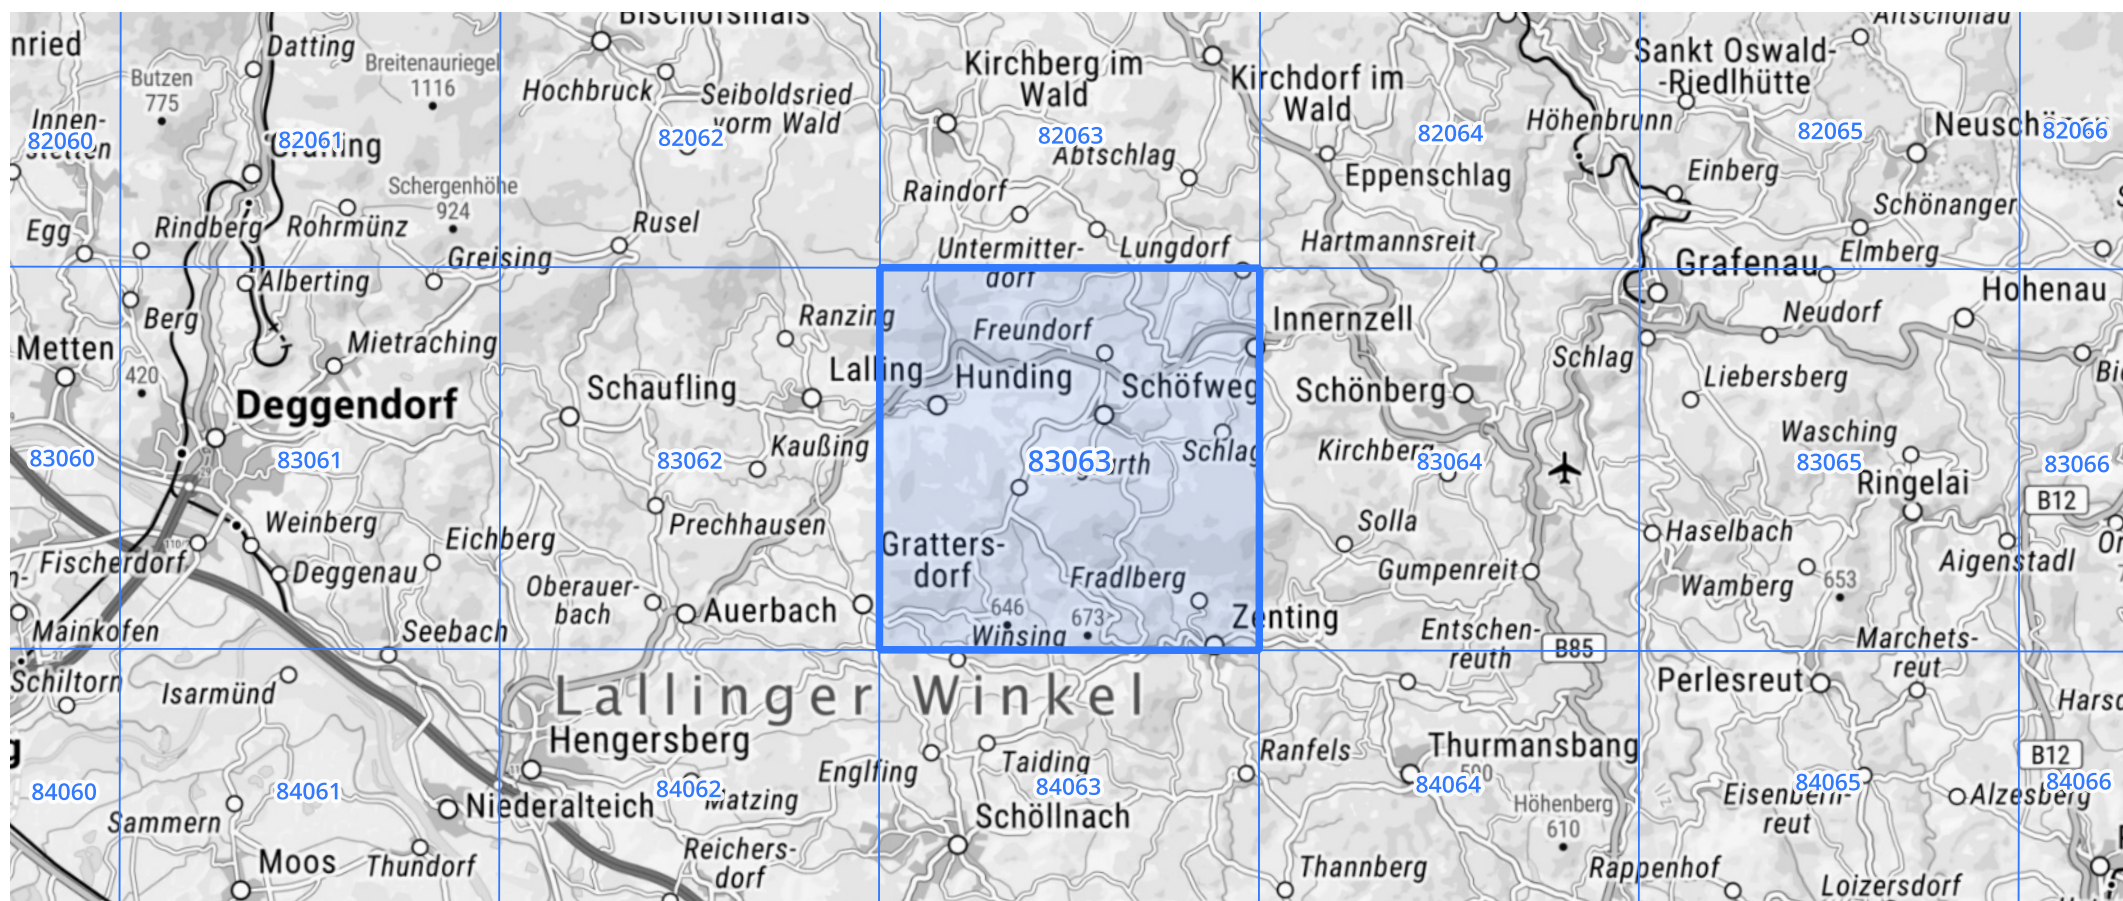 nried
Datting
Butzen
775
Breitenauriegel
1116
Hochbruck
Seiboldsried
vorm Wald
Kirchberg im
Wald
Kirchdorf im
Wald
Sankt Oswald-
-Riedlhütte
Höhenbrunn
Innen-
stetten
82060
82061
82062
82063
82064
82065
82066
Abtschlag
Eppenschlag
Einberg
Schergenhöhe
924
Raindorf
Schönanger
Egg
Rindberg
Rohrmünz
Rusel
Greising
Untermitter-
dorf
Lungdorf
Hartmannsreit
Grafenau
Elmberg
Alberting
Berg
Ranzing
Freundorf
Innernzell
Neudorf
Hohenau
Metten
420
Mietraching
Deggendorf
Schaufling
Lalling
Hunding
Schöfweg
Schönberg
Schlag
Liebersberg
Kaußing
Schlag
Kirchberg
Wasching
Ringelai
83060
83061
83062
83063
83064
83065
83066
B12
Weinberg
Eichberg
Prechhausen
Solla
Haselbach
Aigenstadl
110
Fischerdorf
Deggenau
Oberauer-
bach
Auerbach
Gratters-
dorf
Fradlberg
Gumpenreit
Wamberg
653
646
673
Winsing
Zenting
Mainkofen
Seebach
Entschen-
reuth
B85
Marchets-
reut
Schiltorn
Isarmünd
Lallinger Winkel
Perlesreut
Hengersberg
Englfing
Taiding
Ranfels
Thurmansbang
B12
84060
84061
84062
84063
84064
84065
84066
Matzing
Niederalteich
Schöllnach
Höhenberg
610
Eisenbern-
reut
Alzesberg
Sammern
Moos
Thundorf
Reichers-
dorf
Thannberg
Rappenhof
Loizersdorf